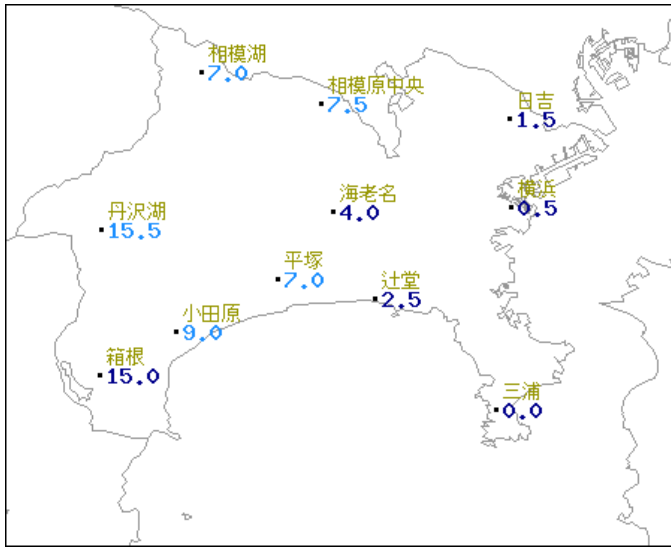 相模湖
7.0
相模原中央
7.5
日吉
1.5
丹沢湖
15.5
海老名
4.0
横浜
0.5
平塚
7.0
辻堂
2.5
小田原
9.0
箱根
15.0
三浦
0.0